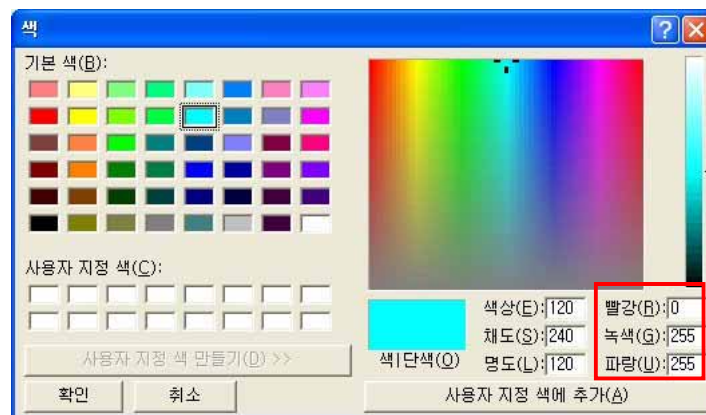 색
기본 색(B):
사용자 지정 색(C):
사용자 지정 색 만들기(D) >>
확인 취소
색|단색(O)
색상(E): 120 빨강(R): 0
채도(S): 240 녹색(G): 255
명도(L): 120 파랑(U): 255
사용자 지정 색에 추가(A)